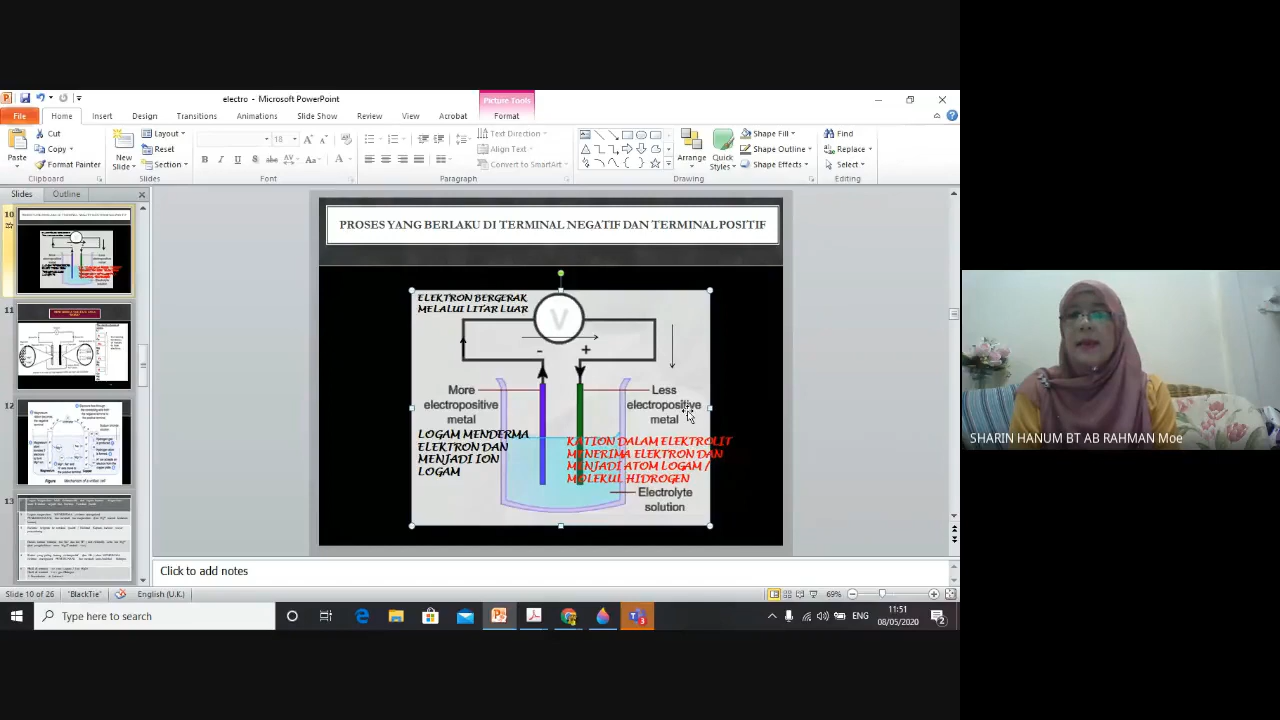 electro - Microsoft PowerPoint
Picture Tools
File Home Insert Design Transitions Animations Slide Show Review View Acrobat Format
Paste
Cut
Copy
Format Painter
Clipboard
New Slide
Layout
Reset
Section
Slides
18
Font
Text Direction
Align Text
Convert to SmartArt
Paragraph
Arrange
Quick Styles
Shape Fill
Shape Outline
Shape Effects
Drawing
Find
Replace
Select
Editing
Slides Outline
10
11
12
13
PROSES YANG BERLAKU DI TERMINAL NEGATIF DAN TERMINAL POSITIF
ELEKTRON BERGERAK
MELALUI LITAR LUAR
V
- +
More
electropositive
metal
Less
electropositive
metal
LOGAM MENDERMA
ELEKTRON DAN
MENJADI ION
LOGAM
KATION DALAM ELEKTROLIT
MENERIMA ELEKTRON DAN
MENJADI ATOM LOGAM /
MOLEKUL HIDROGEN
Electrolyte
solution
Click to add notes
Slide 10 of 26 "BlackTie" English (U.K.) 69%
Type here to search
ENG
11:51
08/05/2020
2
SHARIN HANUM BT AB RAHMAN Moe